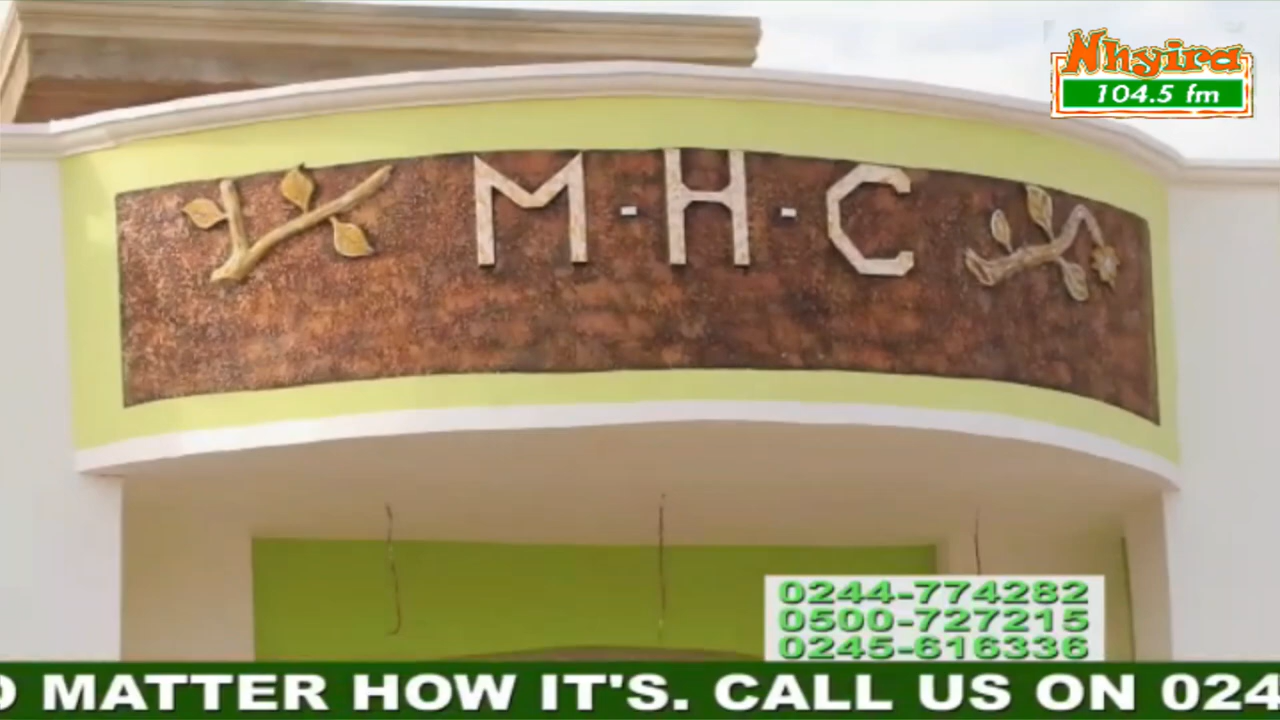 Nhyira
104.5 fm
M-H-C
0244-774282
0500-727215
0245-616336
O MATTER HOW IT'S. CALL US ON 024